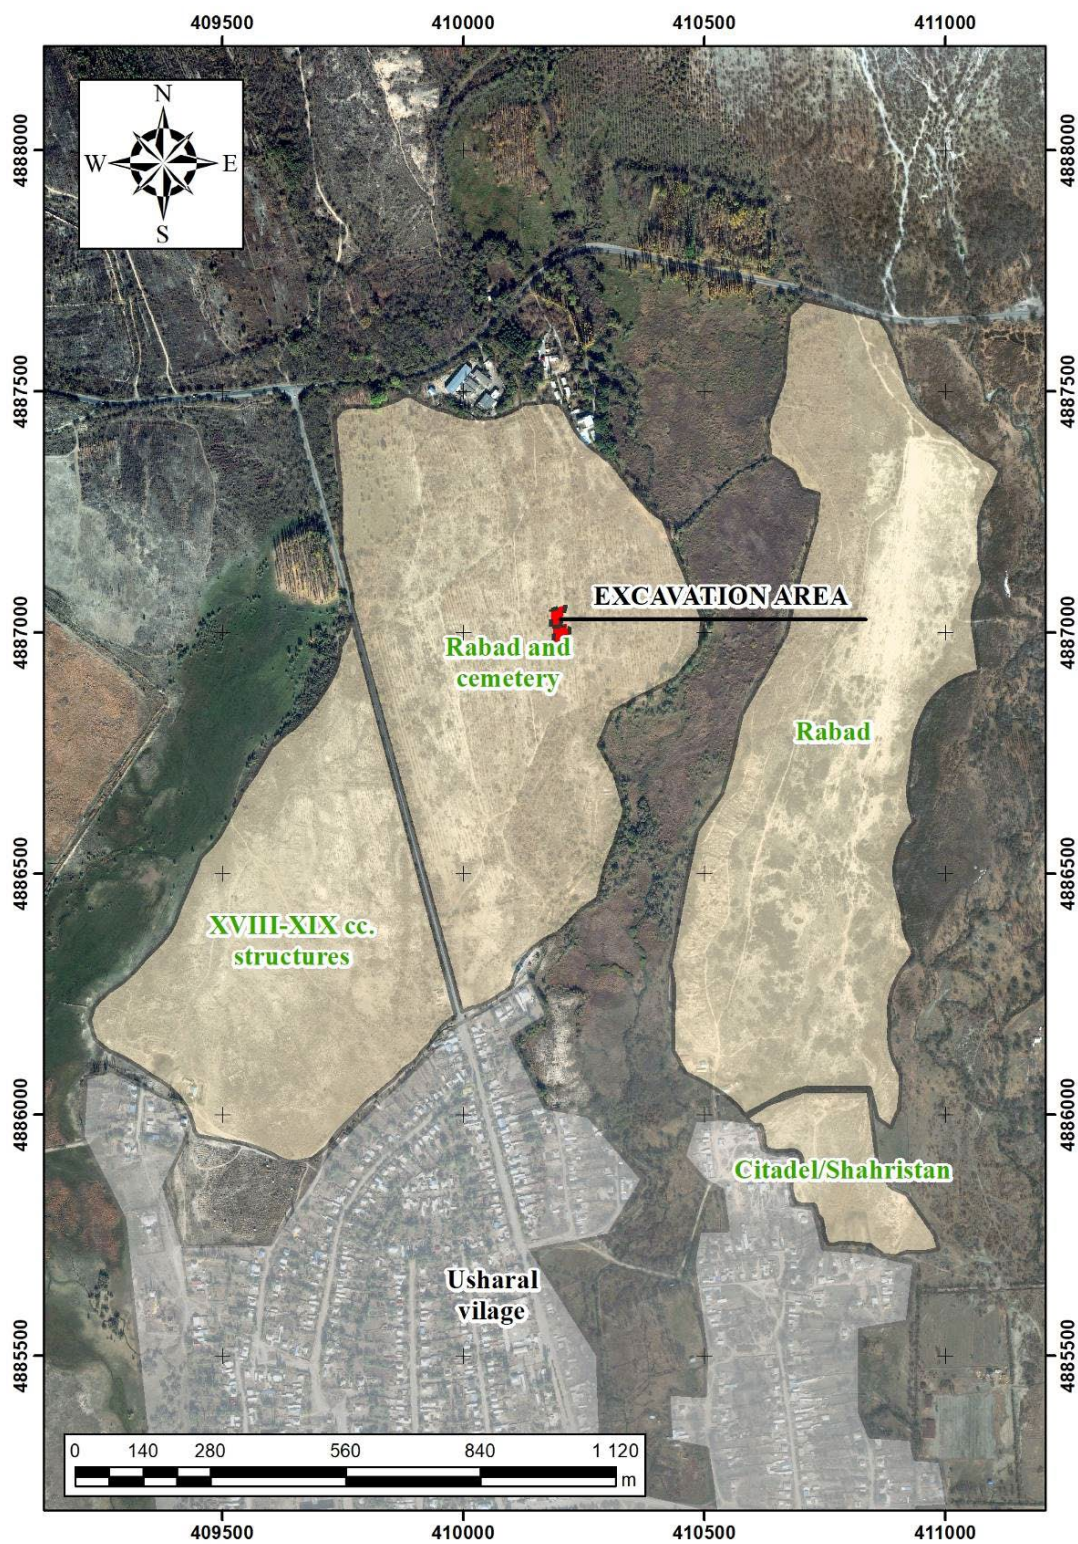 409500 410000 410500 411000
N
W E
S
4888000 4888000
4887500 4887500
EXCAVATION AREA
4887000 4887000
Rabad and
cemetery
Rabad
4886500 4886500
XVIII-XIX cc.
structures
4886000 4886000
Citadel/Shahristan
Usharal
vilage
4885500 4885500
0 140 280 560 840 1 120
m
409500 410000 410500 411000